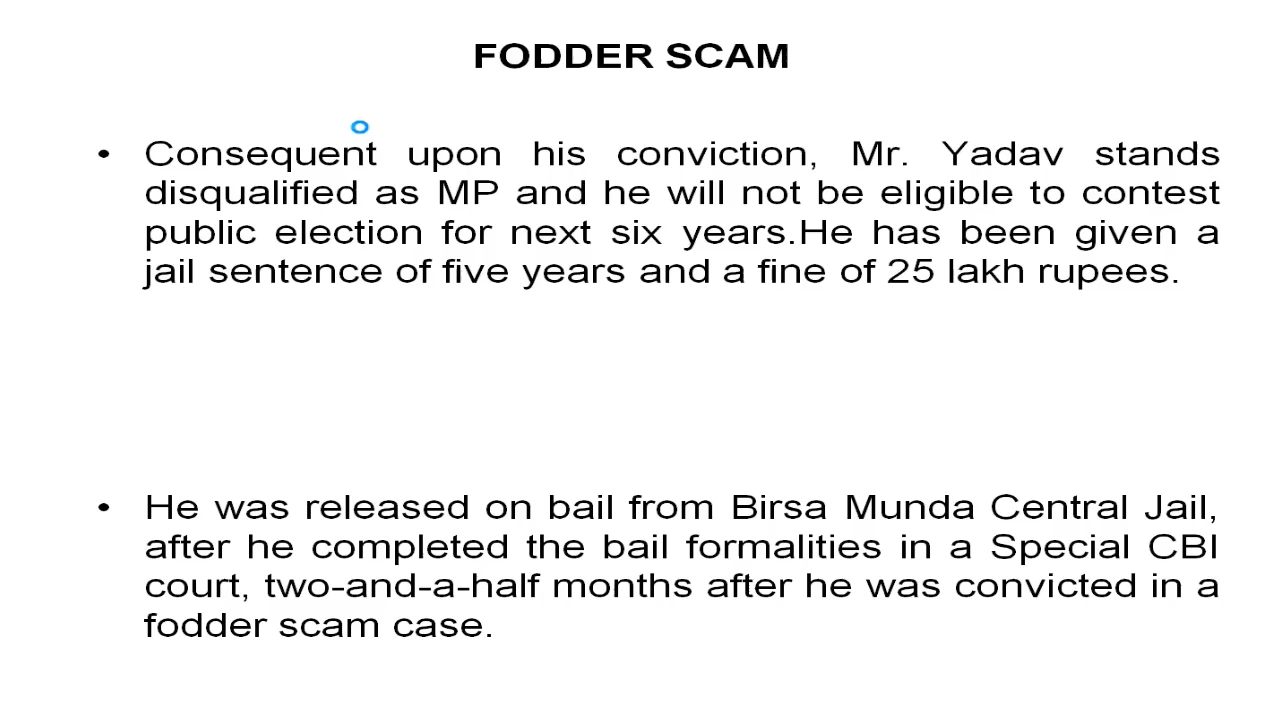 FODDER SCAM
• Consequent upon his conviction, Mr. Yadav stands
disqualified as MP and he will not be eligible to contest
public election for next six years.He has been given a
jail sentence of five years and a fine of 25 lakh rupees.
• He was released on bail from Birsa Munda Central Jail,
after he completed the bail formalities in a Special CBI
court, two-and-a-half months after he was convicted in a
fodder scam case.